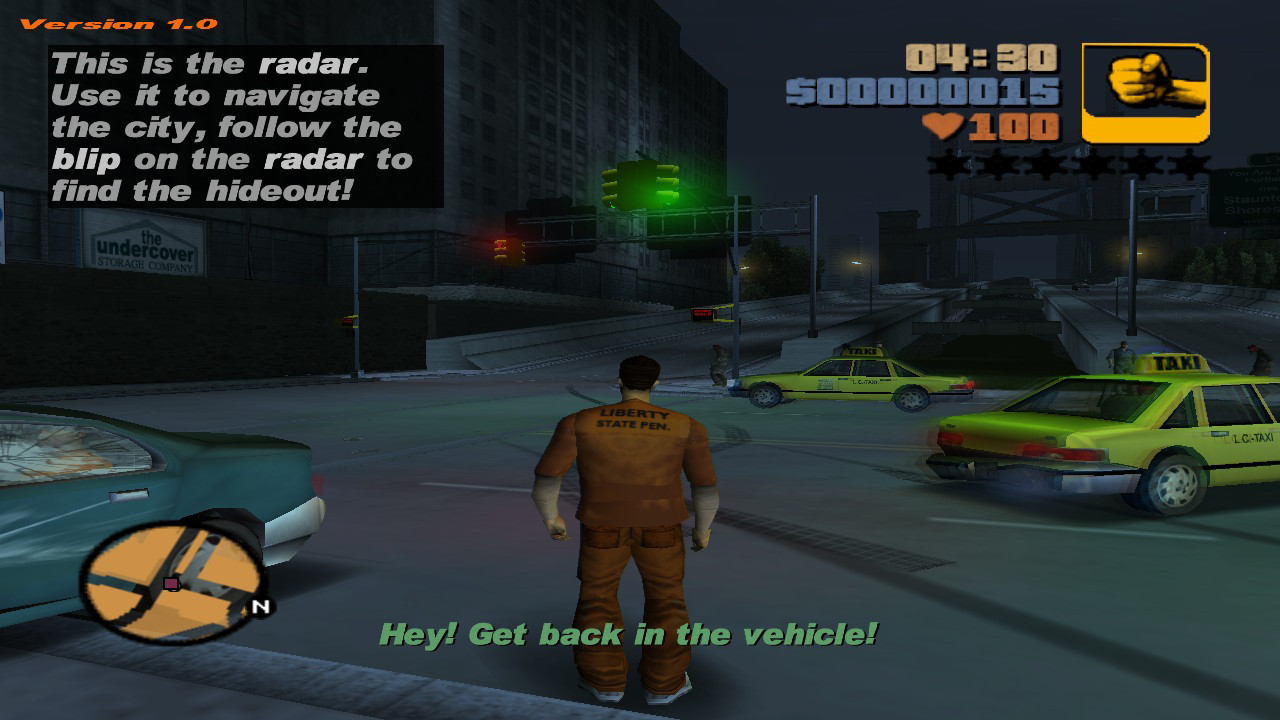 Version 1.0
This is the radar.
Use it to navigate
the city, follow the
blip on the radar to
find the hideout!
04:30
$00000015
100
the
undercover
STORAGE COMPANY
TAXI
L.C.TAXI
TAXI
L.C.TAXI
LIBERTY
STATE PEN.
N
Hey! Get back in the vehicle!